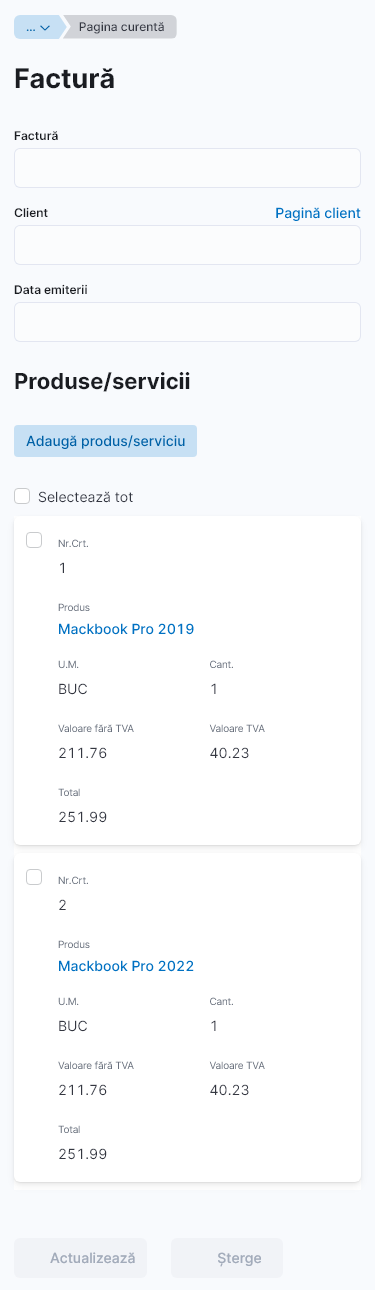 ... Pagina curentă
Factură
Factură
Client Pagină client
Data emiterii
Produse/servicii
Adaugă produs/serviciu
Selectează tot
Nr.Crt.
1
Produs
Mackbook Pro 2019
U.M. Cant.
BUC 1
Valoare fără TVA Valoare TVA
211.76 40.23
Total
251.99
Nr.Crt.
2
Produs
Mackbook Pro 2022
U.M. Cant.
BUC 1
Valoare fără TVA Valoare TVA
211.76 40.23
Total
251.99
Actualizează Șterge